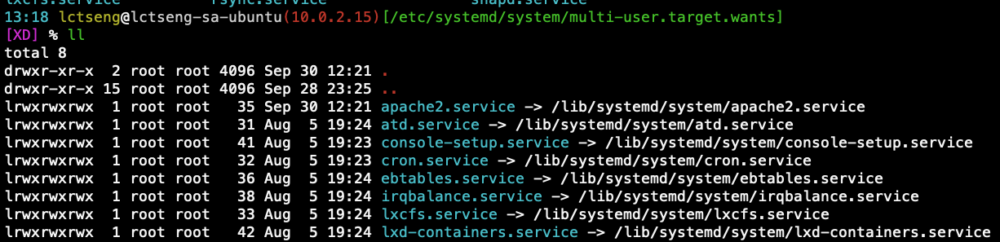 lxcfs.service rsync.service snapd.service
13:18 lctseng@lctseng-sa-ubuntu(10.0.2.15)[/etc/systemd/system/multi-user.target.wants]
[XD] % ll
total 8
drwxr-xr-x  2 root root 4096 Sep 30 12:21 .
drwxr-xr-x 15 root root 4096 Sep 28 23:25 ..
lrwxrwxrwx  1 root root   35 Sep 30 12:21 apache2.service -> /lib/systemd/system/apache2.service
lrwxrwxrwx  1 root root   31 Aug  5 19:24 atd.service -> /lib/systemd/system/atd.service
lrwxrwxrwx  1 root root   41 Aug  5 19:23 console-setup.service -> /lib/systemd/system/console-setup.service
lrwxrwxrwx  1 root root   32 Aug  5 19:23 cron.service -> /lib/systemd/system/cron.service
lrwxrwxrwx  1 root root   36 Aug  5 19:24 ebtables.service -> /lib/systemd/system/ebtables.service
lrwxrwxrwx  1 root root   38 Aug  5 19:24 irqbalance.service -> /lib/systemd/system/irqbalance.service
lrwxrwxrwx  1 root root   33 Aug  5 19:24 lxcfs.service -> /lib/systemd/system/lxcfs.service
lrwxrwxrwx  1 root root   42 Aug  5 19:24 lxd-containers.service -> /lib/systemd/system/lxd-containers.service